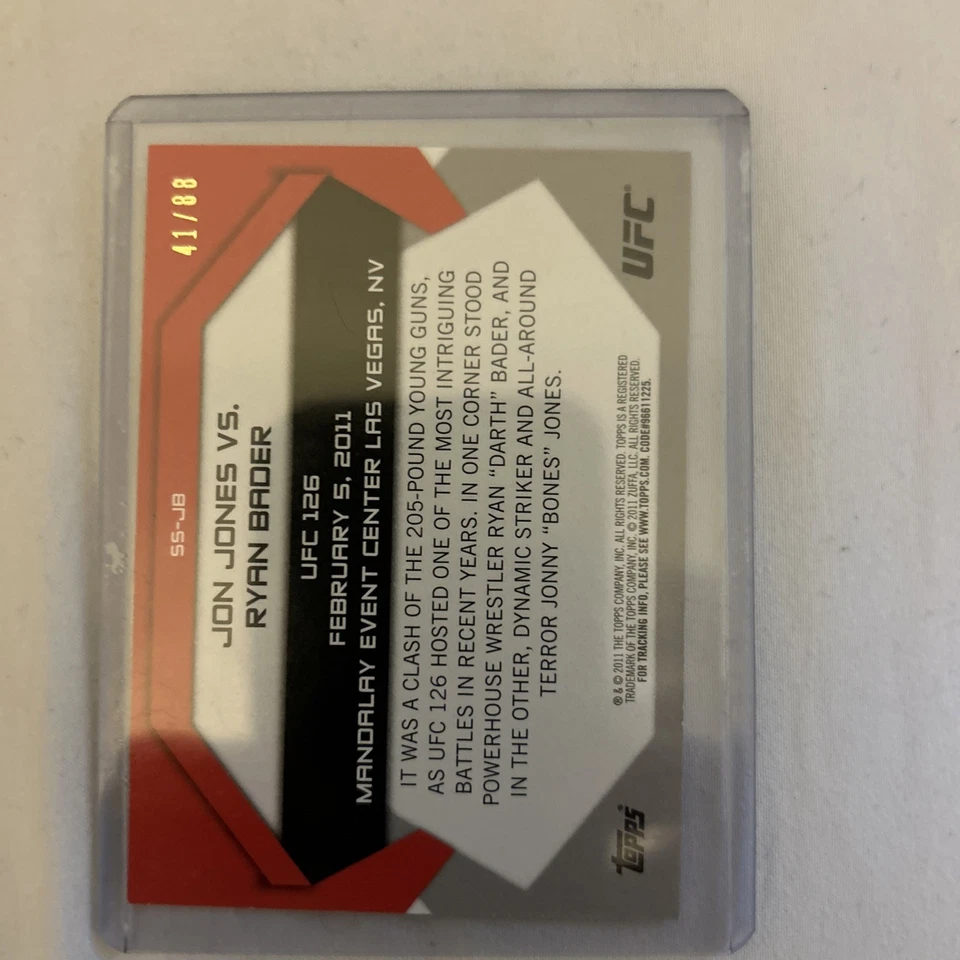 41/88
SS-JB
JON JONES VS.
RYAN BADER
UFC 126
FEBRUARY 5, 2011
MANDALAY EVENT CENTER LAS VEGAS, NV
IT WAS A CLASH OF THE 205-POUND YOUNG GUNS,
AS UFC 126 HOSTED ONE OF THE MOST INTRIGUING
BATTLES IN RECENT YEARS. IN ONE CORNER STOOD
POWERHOUSE WRESTLER RYAN "DARTH" BADER, AND
IN THE OTHER, DYNAMIC STRIKER AND ALL-AROUND
TERROR JONNY "BONES" JONES.
® & © 2011 THE TOPPS COMPANY, INC. ALL RIGHTS RESERVED. TOPPS IS A REGISTERED
TRADEMARK OF THE TOPPS COMPANY, INC. © 2011 ZUFFA, LLC. ALL RIGHTS RESERVED.
FOR TRACKING INFO, PLEASE SEE WWW.TOPPS.COM. CODE#96611225.
Topps®
UFC®